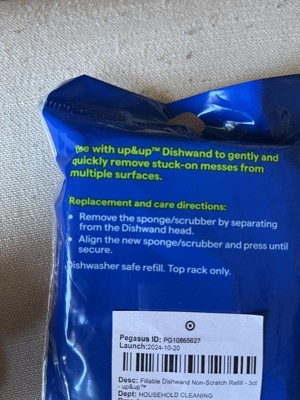 Use with up&up™ Dishwand to gently and
quickly remove stuck-on messes from
multiple surfaces.
Replacement and care directions:
• Remove the sponge/scrubber by separating
from the Dishwand head.
• Align the new sponge/scrubber and press until
secure.
Dishwasher safe refill. Top rack only.
Pegasus ID: PG10865627
Launch:2024-10-20
Desc: Fillable Dishwand Non-Scratch Refill - 3ct
- up&up™
Dept: HOUSEHOLD CLEANING